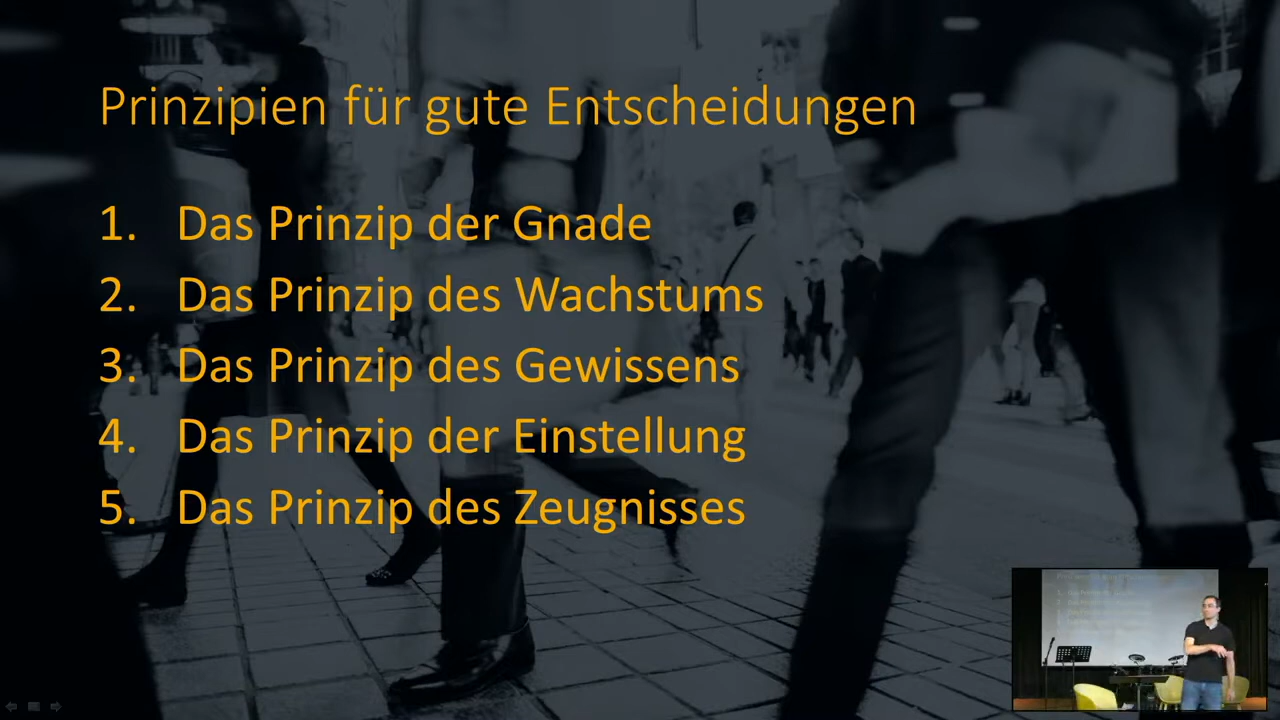 Prinzipien für gute Entscheidungen
1. Das Prinzip der Gnade
2. Das Prinzip des Wachstums
3. Das Prinzip des Gewissens
4. Das Prinzip der Einstellung
5. Das Prinzip des Zeugnisses